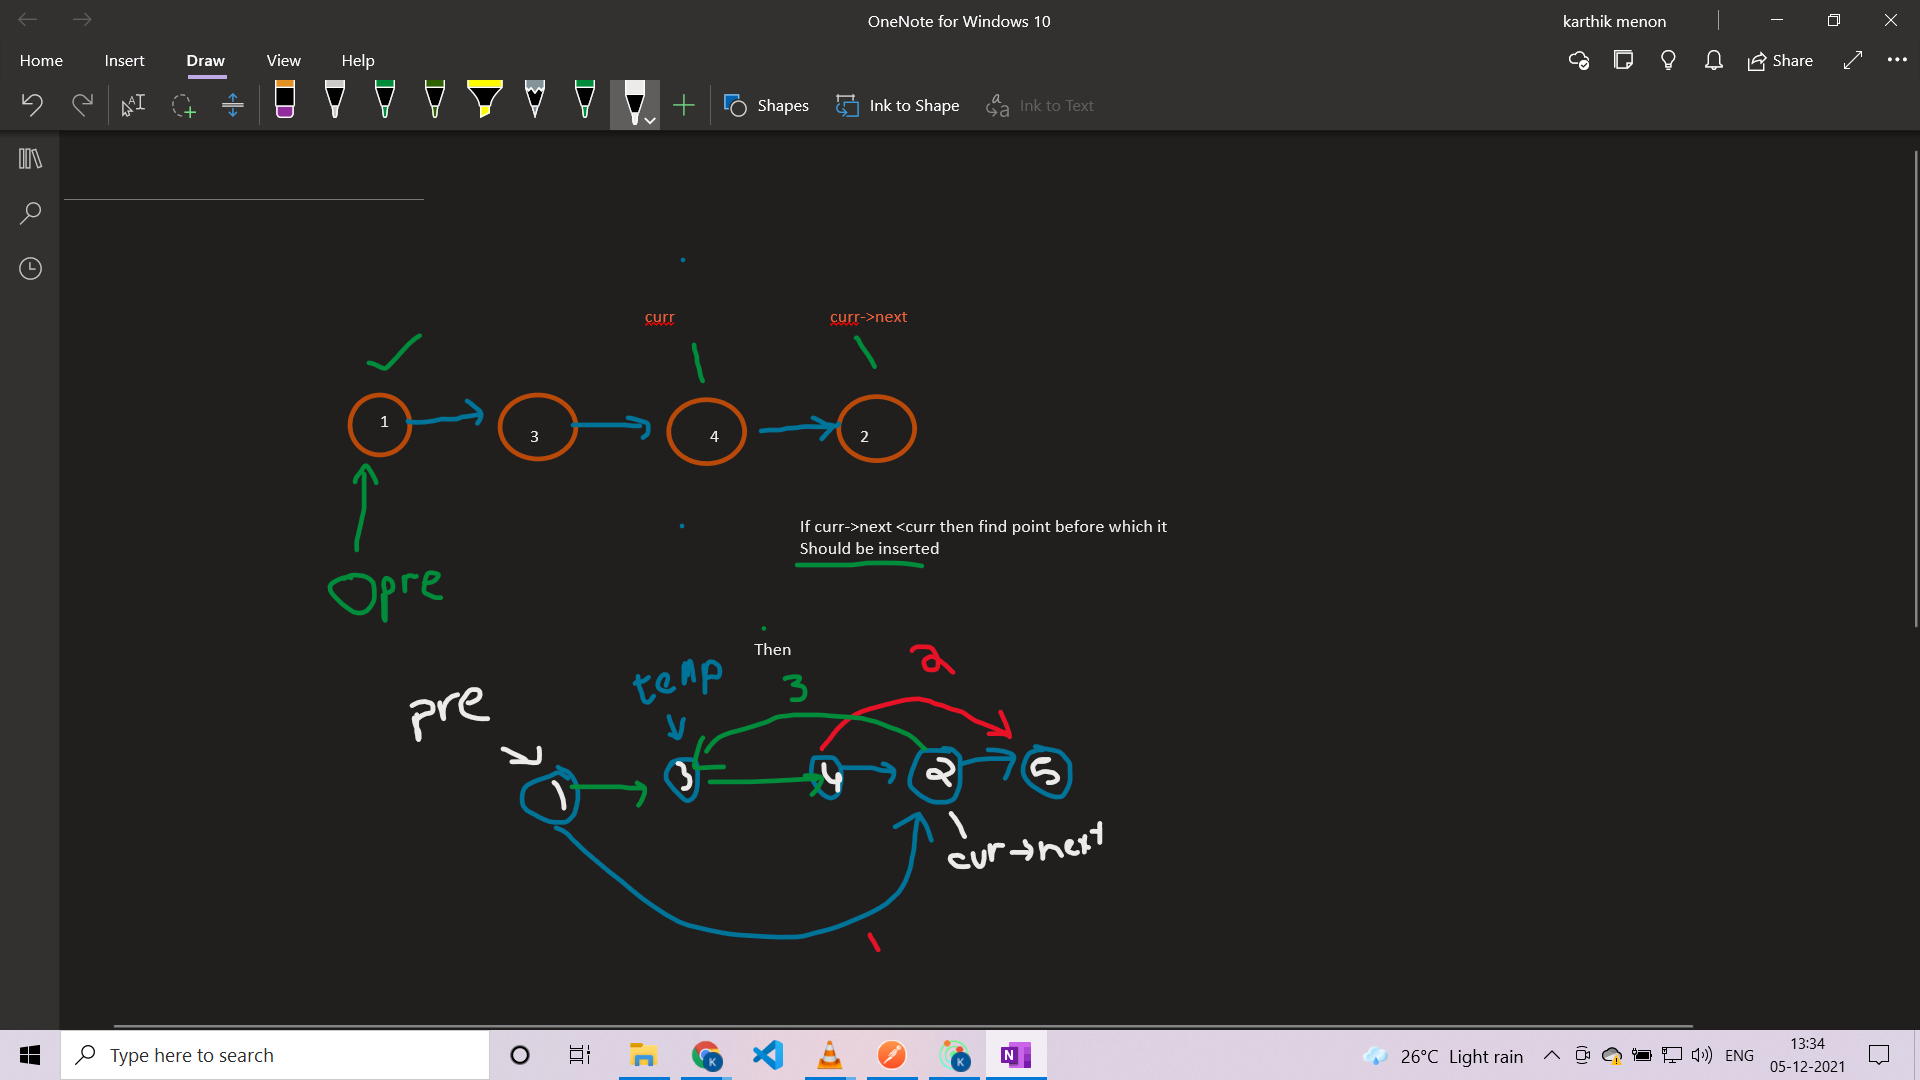 OneNote for Windows 10
karthik menon
Home Insert Draw View Help
Share
Shapes Ink to Shape Ink to Text
curr curr->next
1 3 4 2
pre
If curr->next <curr then find point before which it
Should be inserted
Then
2
temp
3
pre
1 3 4 2 5
cur→next
Type here to search
26°C Light rain
ENG
13:34
05-12-2021